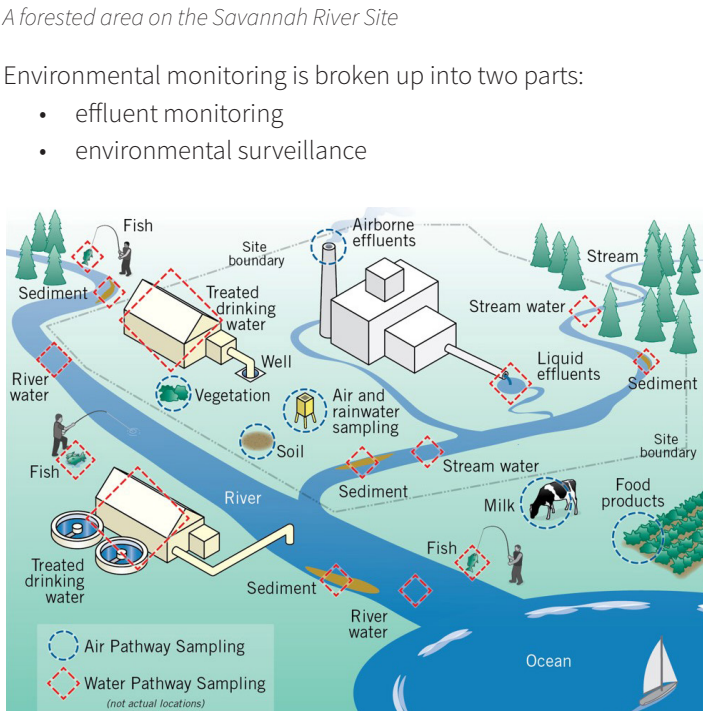 A forested area on the Savannah River Site
Environmental monitoring is broken up into two parts:
• effluent monitoring
• environmental surveillance
Fish
Airborne
effluents
Site
boundary
Stream
Sediment
Treated
drinking
water
Stream water
Well
River
water
Vegetation
Air and
rainwater
sampling
Liquid
effluents
Sediment
Fish
Soil
Site
boundary
Stream water
Sediment
River
Milk
Food
products
Fish
Treated
drinking
water
Sediment
River
water
Ocean
Air Pathway Sampling
Water Pathway Sampling
(not actual locations)